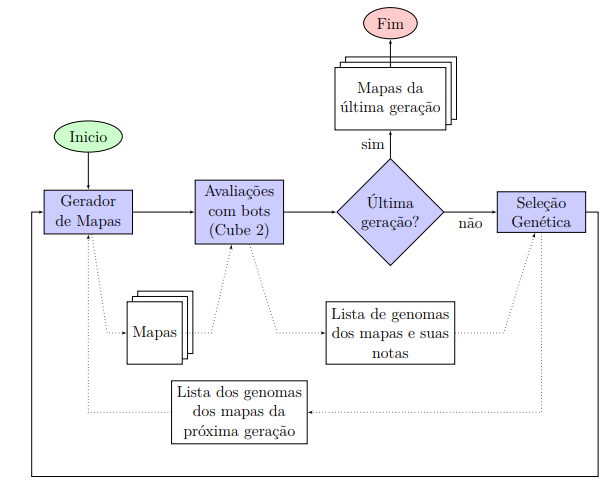 Fim
Mapas da
última geração
sim
Inicio
Gerador
de Mapas
Avaliações
com bots
(Cube 2)
Última
geração?
não
Seleção
Genética
Mapas
Lista de genomas
dos mapas e suas
notas
Lista dos genomas
dos mapas da
próxima geração